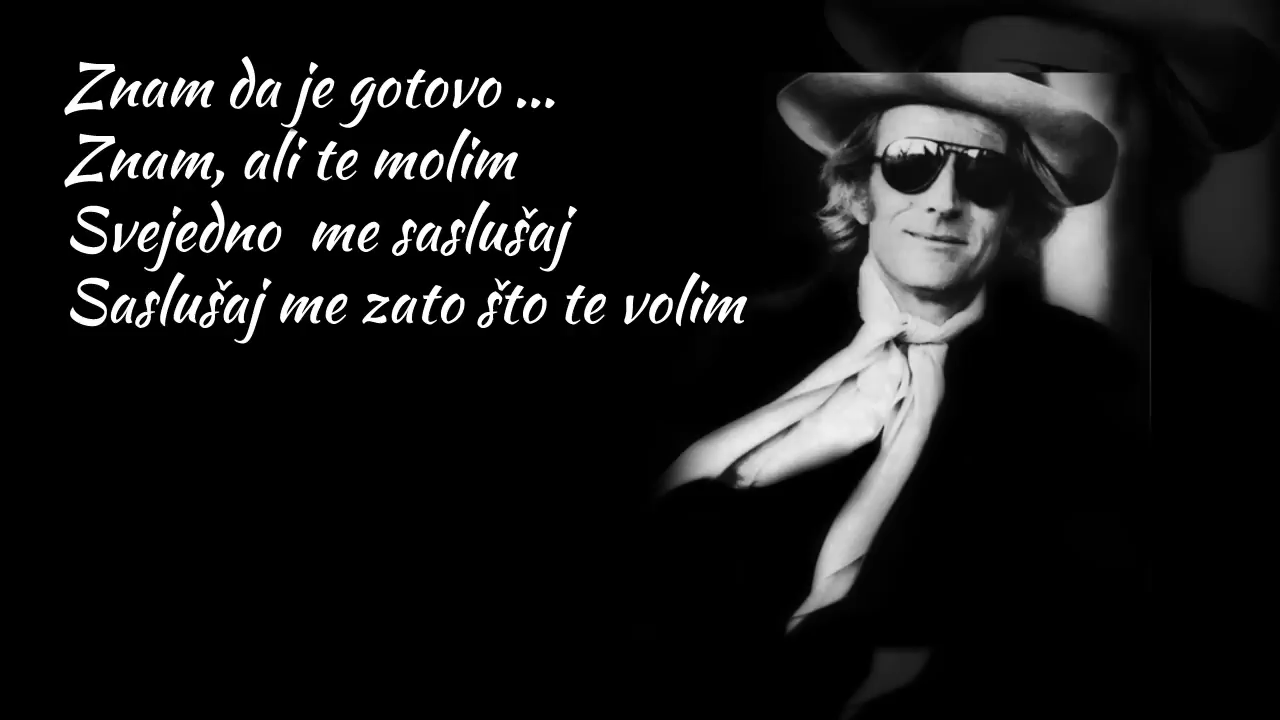 Znam da je gotovo ...
Znam, ali te molim
Svejedno me saslušaj
Saslušaj me zato što te volim